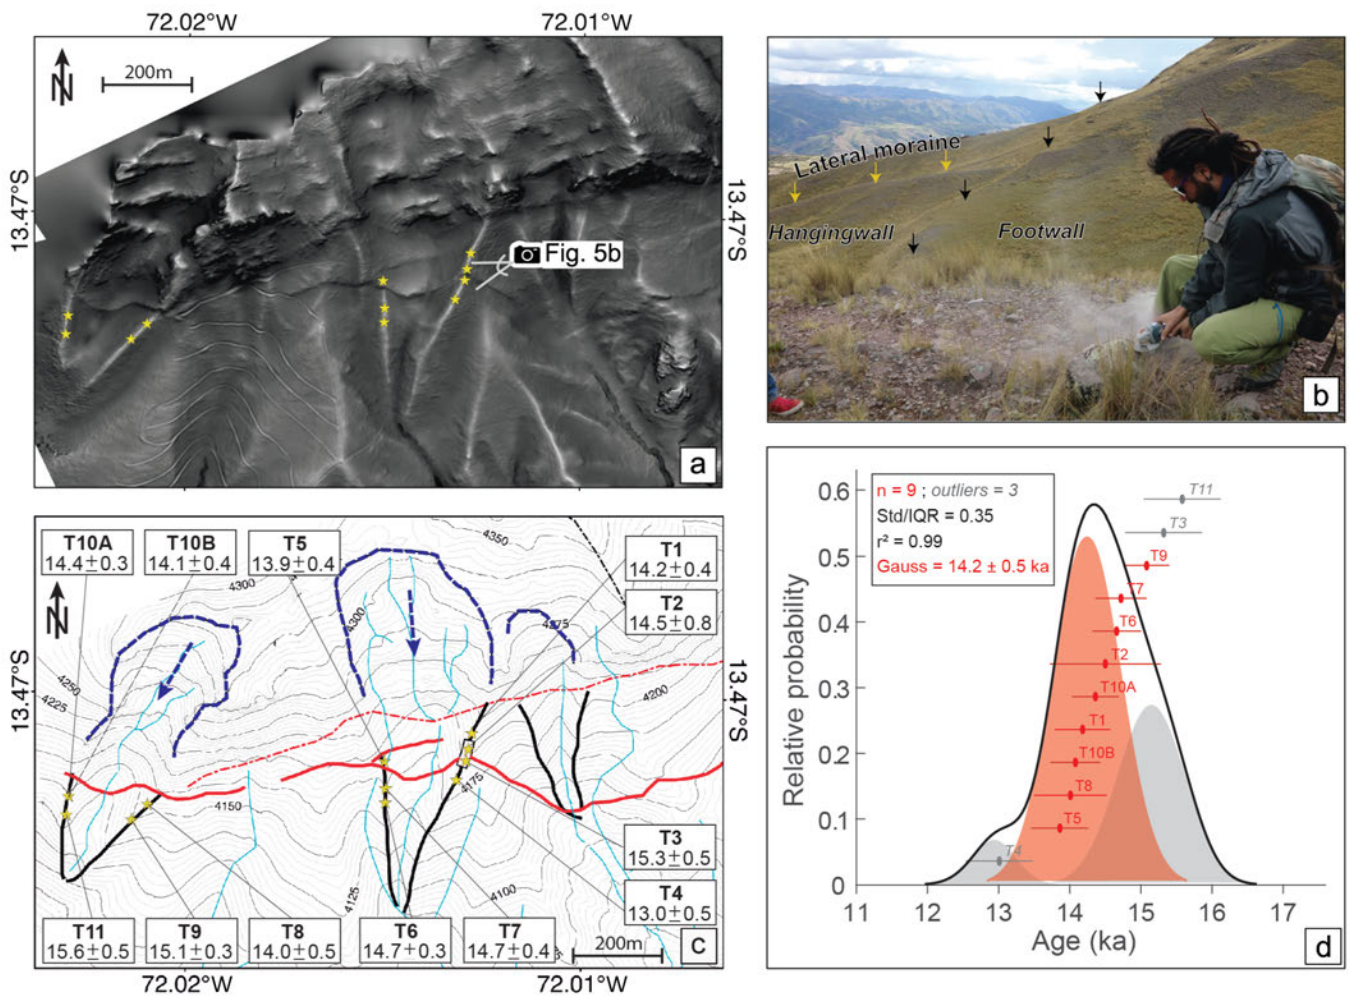 72.02°W
72.01°W
N
200m
13.47°S
13.47°S
Fig. 5b
a
Lateral moraine
Hangingwall
Footwall
b
T10A
14.4±0.3
T10B
14.1±0.4
T5
13.9±0.4
T1
14.2±0.4
T2
14.5±0.8
N
4350
4300
4300
4275
4250
4225
4200
4175
4150
4125
4100
13.47°S
13.47°S
T3
15.3±0.5
T4
13.0±0.5
T11
15.6±0.5
T9
15.1±0.3
T8
14.0±0.5
T6
14.7±0.3
T7
14.7±0.4
200m
c
72.02°W
72.01°W
n = 9 ; outliers = 3
Std/IQR = 0.35
r² = 0.99
Gauss = 14.2 ± 0.5 ka
T11
T3
T9
T7
T6
T2
T10A
T1
T10B
T8
T5
T4
0.6
0.5
0.4
0.3
0.2
0.1
0
Relative probability
11
12
13
14
15
16
17
Age (ka)
d